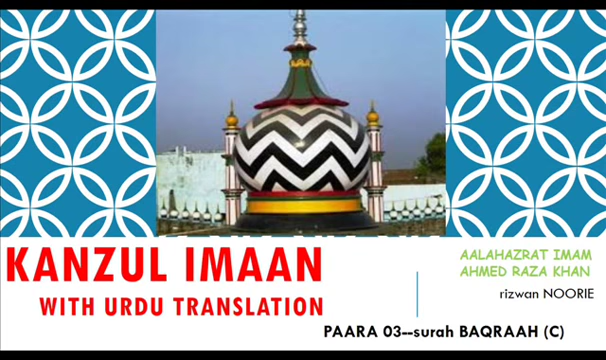 KANZUL IMAAN
WITH URDU TRANSLATION
AALAHAZRAT IMAM
AHMED RAZA KHAN
rizwan NOORIE
PAARA 03--surah BAQRAAH (C)